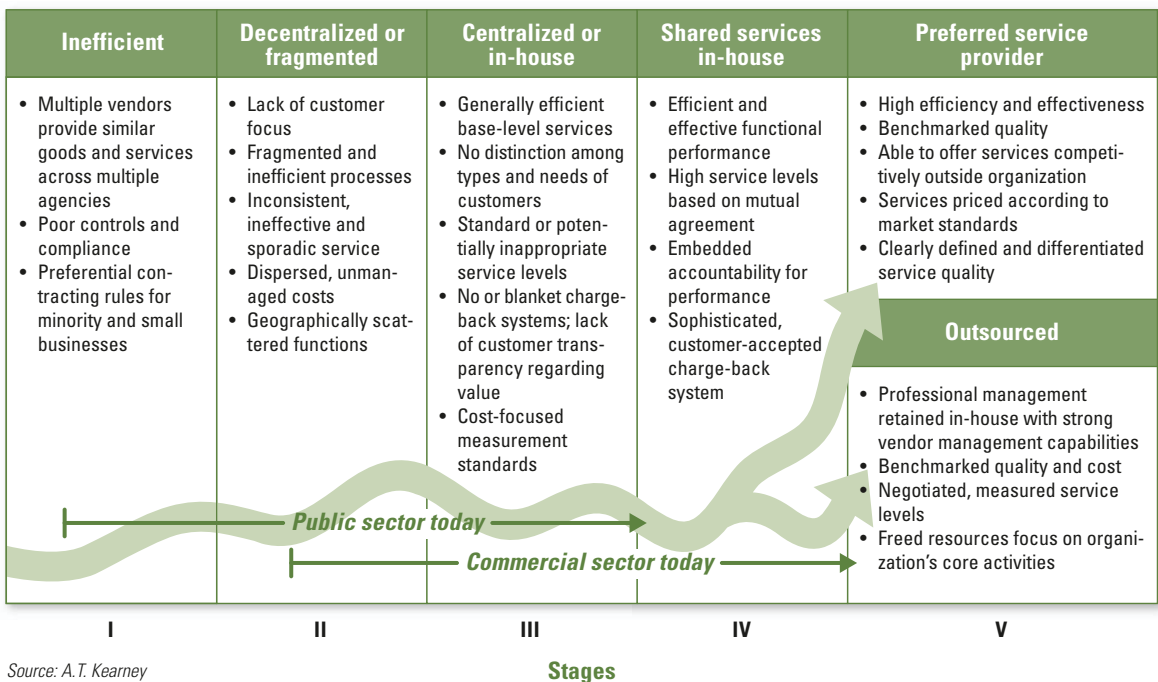 Inefficient
Decentralized or
fragmented
Centralized or
in-house
Shared services
in-house
Preferred service
provider
• Multiple vendors
provide similar
goods and services
across multiple
agencies
• Poor controls and
compliance
• Preferential con-
tracting rules for
minority and small
businesses
• Lack of customer
focus
• Fragmented and
inefficient processes
• Inconsistent,
ineffective and
sporadic service
• Dispersed, unman-
aged costs
• Geographically scat-
tered functions
• Generally efficient
base-level services
• No distinction among
types and needs of
customers
• Standard or poten-
tially inappropriate
service levels
• No or blanket charge-
back systems; lack
of customer trans-
parency regarding
value
• Cost-focused
measurement
standards
• Efficient and
effective functional
performance
• High service levels
based on mutual
agreement
• Embedded
accountability for
performance
• Sophisticated,
customer-accepted
charge-back
system
• High efficiency and effectiveness
• Benchmarked quality
• Able to offer services competi-
tively outside organization
• Services priced according to
market standards
• Clearly defined and differentiated
service quality
Outsourced
• Professional management
retained in-house with strong
vendor management capabilities
• Benchmarked quality and cost
• Negotiated, measured service
levels
• Freed resources focus on organi-
zation's core activities
Public sector today
Commercial sector today
I
II
III
IV
V
Source: A.T. Kearney
Stages